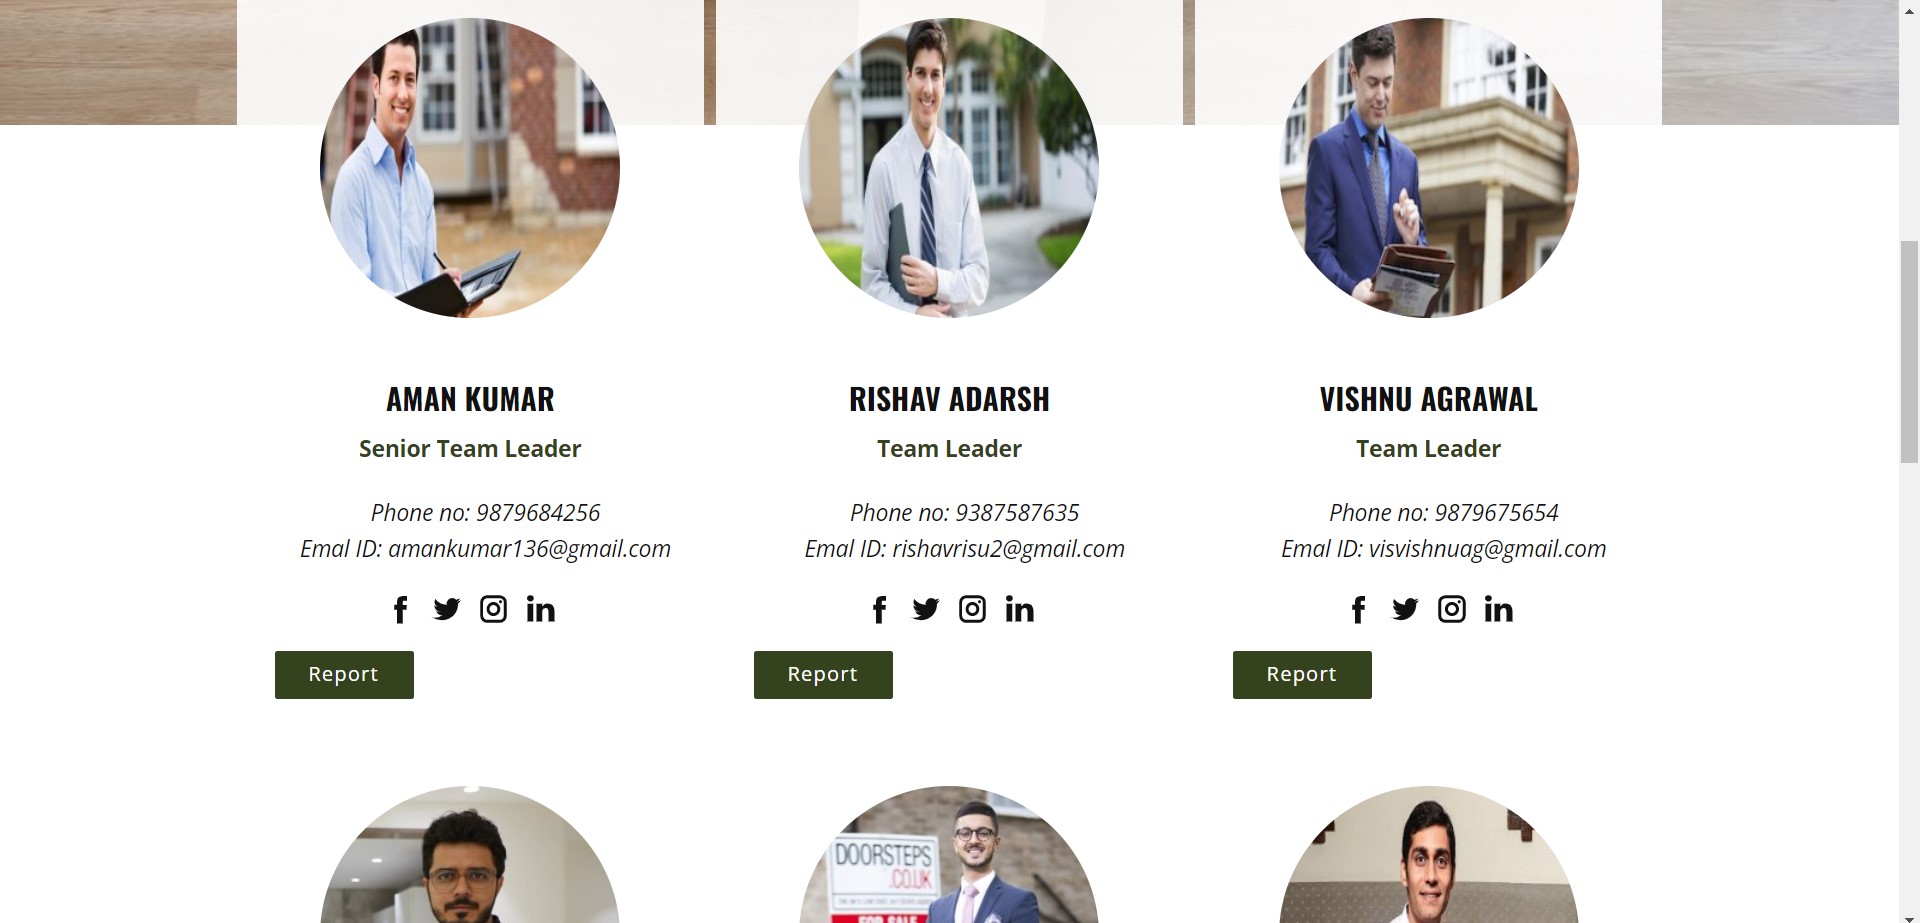 AMAN KUMAR
Senior Team Leader
Phone no: 9879684256
Emal ID: amankumar136@gmail.com
Report
RISHAV ADARSH
Team Leader
Phone no: 9387587635
Emal ID: rishavrisu2@gmail.com
Report
VISHNU AGRAWAL
Team Leader
Phone no: 9879675654
Emal ID: visvishnuag@gmail.com
Report
DOORSTEPS
.CO.UK
FOR SALE